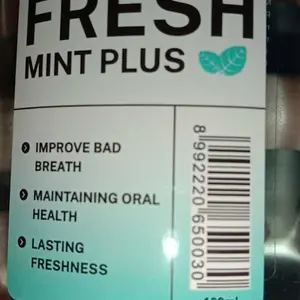 FRESH
MINT PLUS
IMPROVE BAD
BREATH
MAINTAINING ORAL
HEALTH
LASTING
FRESHNESS
8 992220 650030